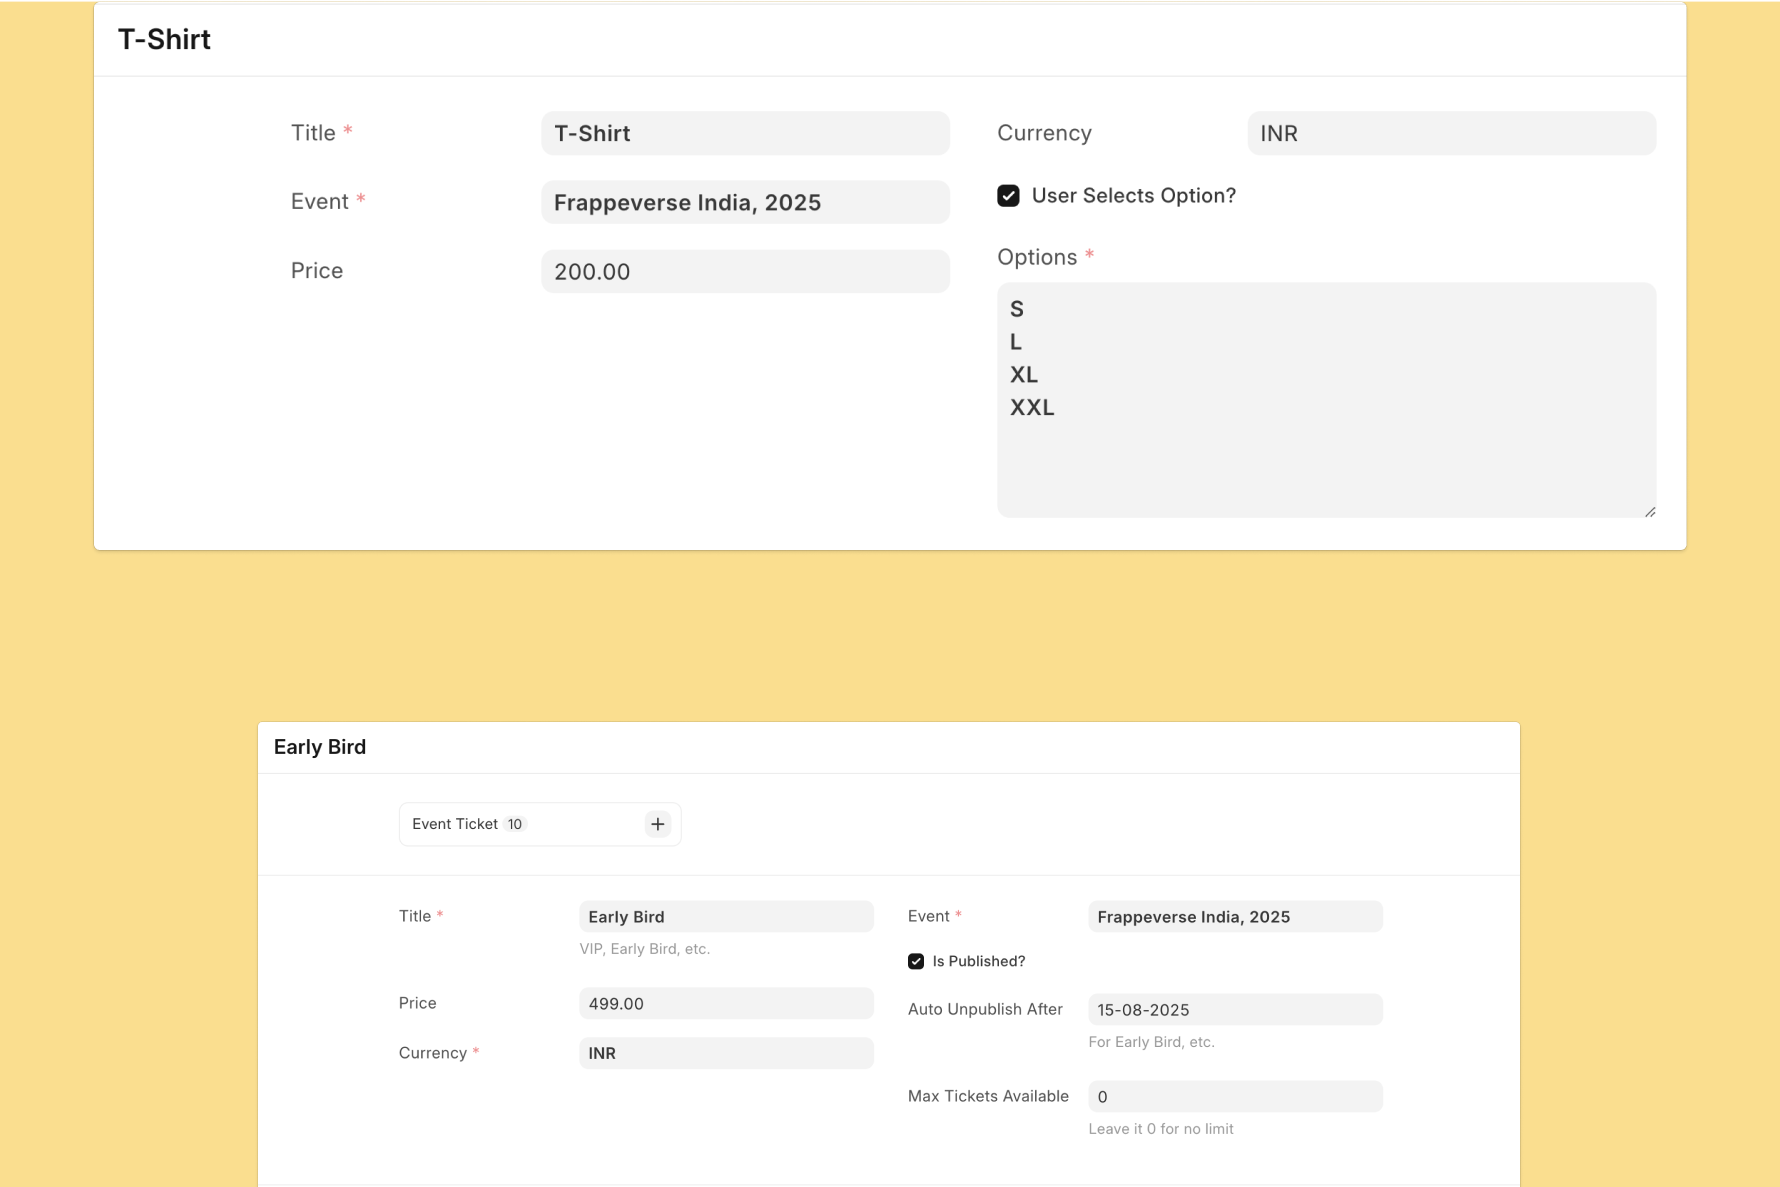 T-Shirt
Title *
T-Shirt
Event *
Frappeverse India, 2025
Price
200.00
Currency
INR
User Selects Option?
Options *
S
L
XL
XXL
Early Bird
Event Ticket 10 +
Title *
Early Bird
VIP, Early Bird, etc.
Price
499.00
Currency *
INR
Event *
Frappeverse India, 2025
Is Published?
Auto Unpublish After
15-08-2025
For Early Bird, etc.
Max Tickets Available
0
Leave it 0 for no limit